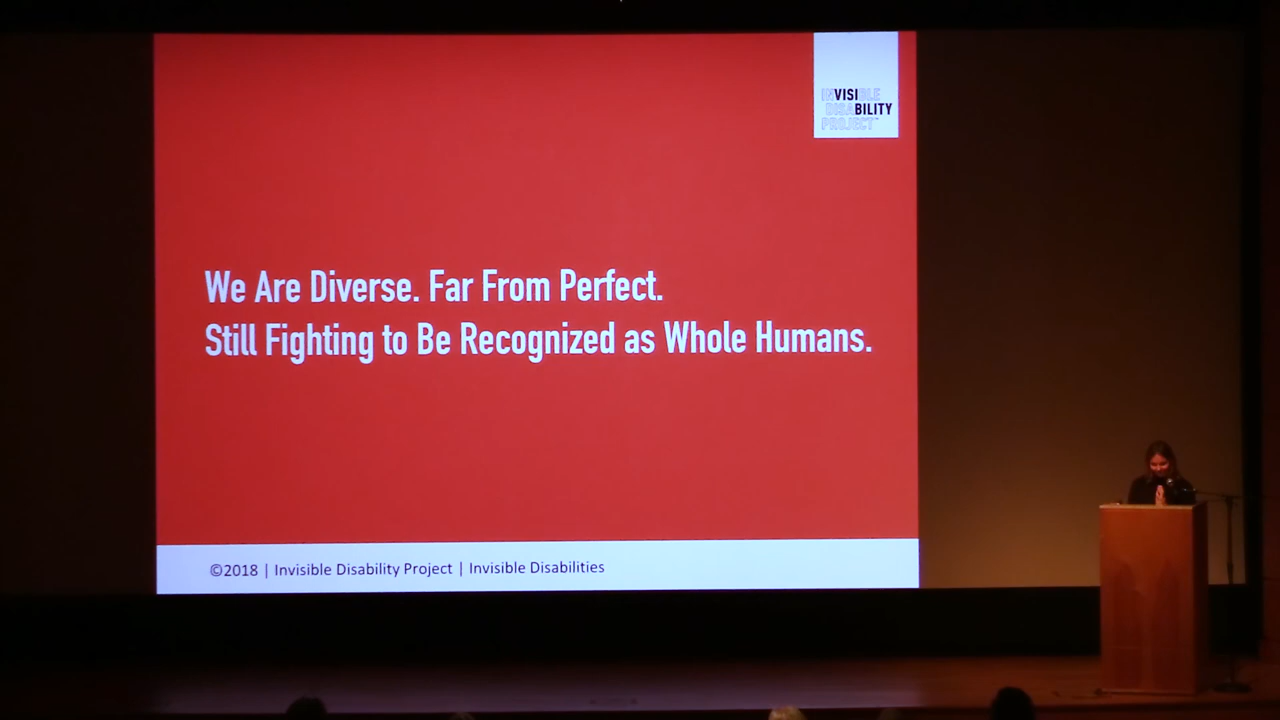 INVISIBLE
DISABILITY
PROJECT™
We Are Diverse. Far From Perfect.
Still Fighting to Be Recognized as Whole Humans.
©2018 | Invisible Disability Project | Invisible Disabilities